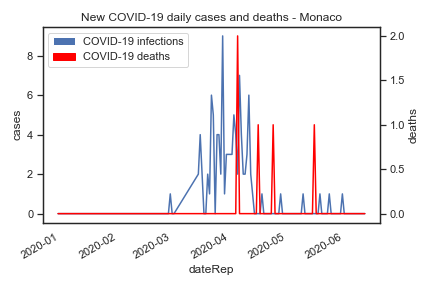 New COVID-19 daily cases and deaths - Monaco
COVID-19 infections
COVID-19 deaths
8
6
4
2
0
cases
2.0
1.5
1.0
0.5
0.0
deaths
2020-01
2020-02
2020-03
2020-04
2020-05
2020-06
dateRep